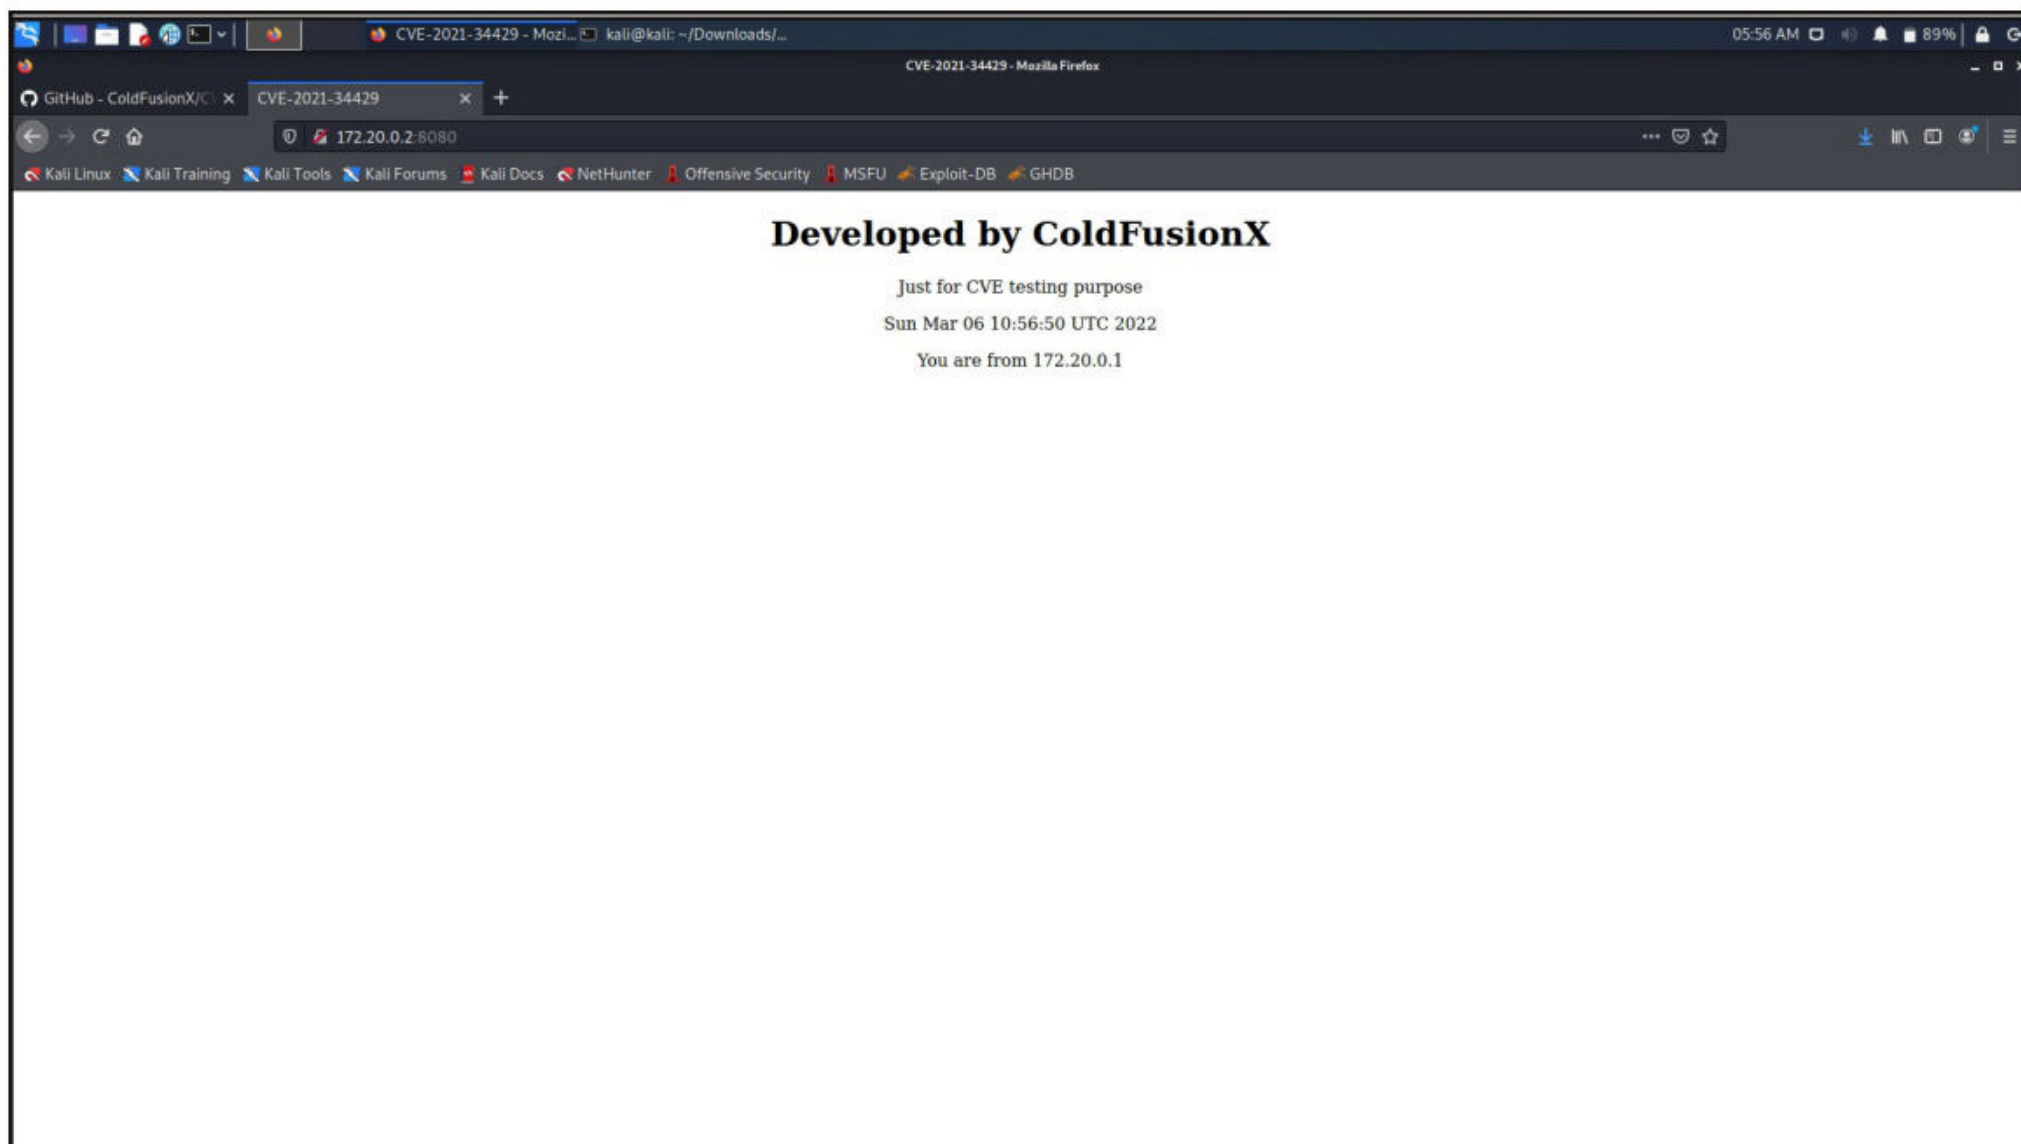 CVE-2021-34429 - Mozi... kali@kali: ~/Downloads/... 05:56 AM 89%
CVE-2021-34429 - Mozilla Firefox
GitHub - ColdFusionX/C CVE-2021-34429
172.20.0.2:8080
Kali Linux Kali Training Kali Tools Kali Forums Kali Docs NetHunter Offensive Security MSFU Exploit-DB GHDB
Developed by ColdFusionX
Just for CVE testing purpose
Sun Mar 06 10:56:50 UTC 2022
You are from 172.20.0.1